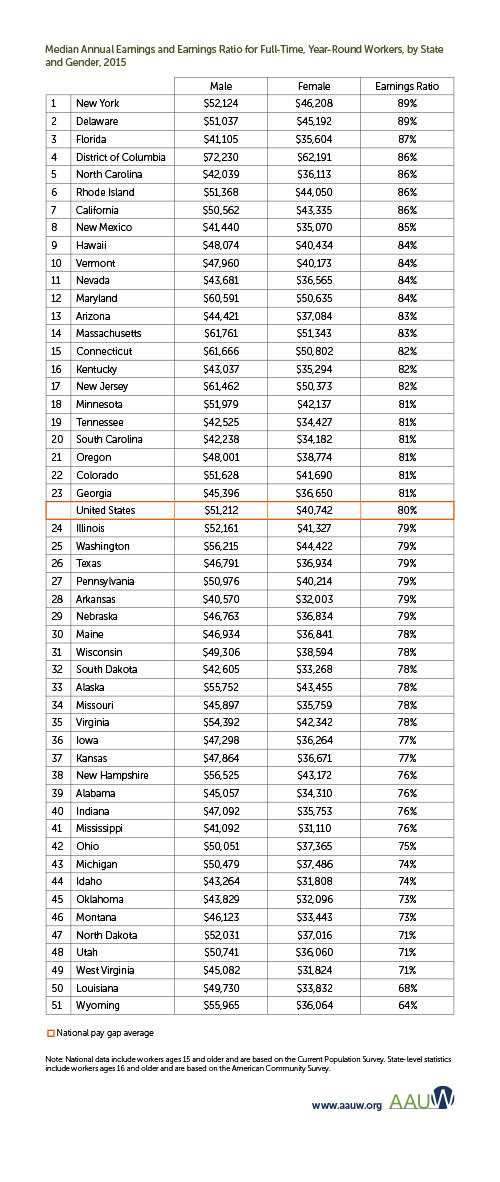 Median Annual Earnings and Earnings Ratio for Full-Time, Year-Round Workers, by State
and Gender, 2015
Male Female Earnings Ratio
1 New York $52,124 $46,208 89%
2 Delaware $51,037 $45,192 89%
3 Florida $41,105 $35,604 87%
4 District of Columbia $72,230 $62,191 86%
5 North Carolina $42,039 $36,113 86%
6 Rhode Island $51,368 $44,050 86%
7 California $50,562 $43,335 86%
8 New Mexico $41,440 $35,070 85%
9 Hawaii $48,074 $40,434 84%
10 Vermont $47,960 $40,173 84%
11 Nevada $43,681 $36,565 84%
12 Maryland $60,591 $50,635 84%
13 Arizona $44,421 $37,084 83%
14 Massachusetts $61,761 $51,343 83%
15 Connecticut $61,666 $50,802 82%
16 Kentucky $43,037 $35,294 82%
17 New Jersey $61,462 $50,373 82%
18 Minnesota $51,979 $42,137 81%
19 Tennessee $42,525 $34,427 81%
20 South Carolina $42,238 $34,182 81%
21 Oregon $48,001 $38,774 81%
22 Colorado $51,628 $41,690 81%
23 Georgia $45,396 $36,650 81%
United States $51,212 $40,742 80%
24 Illinois $52,161 $41,327 79%
25 Washington $56,215 $44,422 79%
26 Texas $46,791 $36,934 79%
27 Pennsylvania $50,976 $40,214 79%
28 Arkansas $40,570 $32,003 79%
29 Nebraska $46,763 $36,834 79%
30 Maine $46,934 $36,841 78%
31 Wisconsin $49,306 $38,594 78%
32 South Dakota $42,605 $33,268 78%
33 Alaska $55,752 $43,455 78%
34 Missouri $45,897 $35,759 78%
35 Virginia $54,392 $42,342 78%
36 Iowa $47,298 $36,264 77%
37 Kansas $47,864 $36,671 77%
38 New Hampshire $56,525 $43,172 76%
39 Alabama $45,057 $34,310 76%
40 Indiana $47,092 $35,753 76%
41 Mississippi $41,092 $31,110 76%
42 Ohio $50,051 $37,365 75%
43 Michigan $50,479 $37,486 74%
44 Idaho $43,264 $31,808 74%
45 Oklahoma $43,829 $32,096 73%
46 Montana $46,123 $33,443 73%
47 North Dakota $52,031 $37,016 71%
48 Utah $50,741 $36,060 71%
49 West Virginia $45,082 $31,824 71%
50 Louisiana $49,730 $33,832 68%
51 Wyoming $55,965 $36,064 64%
National pay gap average
Note: National data include workers ages 15 and older and are based on the Current Population Survey. State-level statistics
include workers ages 16 and older and are based on the American Community Survey.
www.aauw.org AAUW